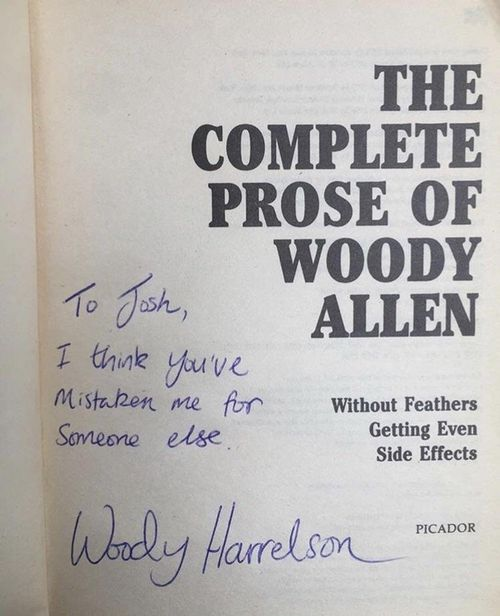 THE
COMPLETE
PROSE OF
WOODY
ALLEN
Without Feathers
Getting Even
Side Effects
PICADOR
To Josh,
I think you've
Mistaken me for
Someone else.
Woody Harrelson